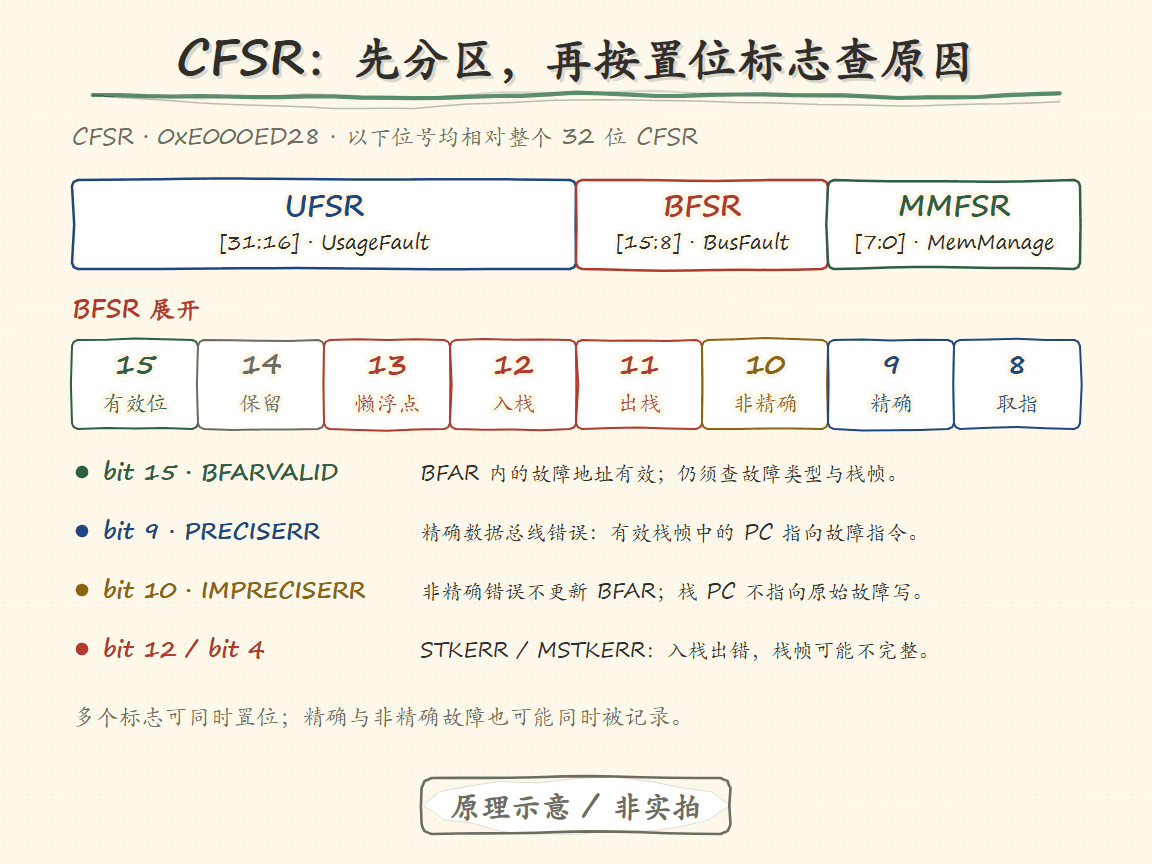 CFSR：先分区，再按置位标志查原因
CFSR · 0xE000ED28 · 以下位号均相对整个 32 位 CFSR
UFSR
[31:16] · UsageFault
BFSR
[15:8] · BusFault
MMFSR
[7:0] · MemManage
BFSR 展开
15
有效位
14
保留
13
懒浮点
12
入栈
11
出栈
10
非精确
9
精确
8
取指
bit 15 · BFARVALID
BFAR 内的故障地址有效；仍须查故障类型与栈帧。
bit 9 · PRECISERR
精确数据总线错误：有效栈帧中的 PC 指向故障指令。
bit 10 · IMPRECISERR
非精确错误不更新 BFAR；栈 PC 不指向原始故障写。
bit 12 / bit 4
STKERR / MSTKERR：入栈出错，栈帧可能不完整。
多个标志可同时置位；精确与非精确故障也可能同时被记录。
原理示意 / 非实拍